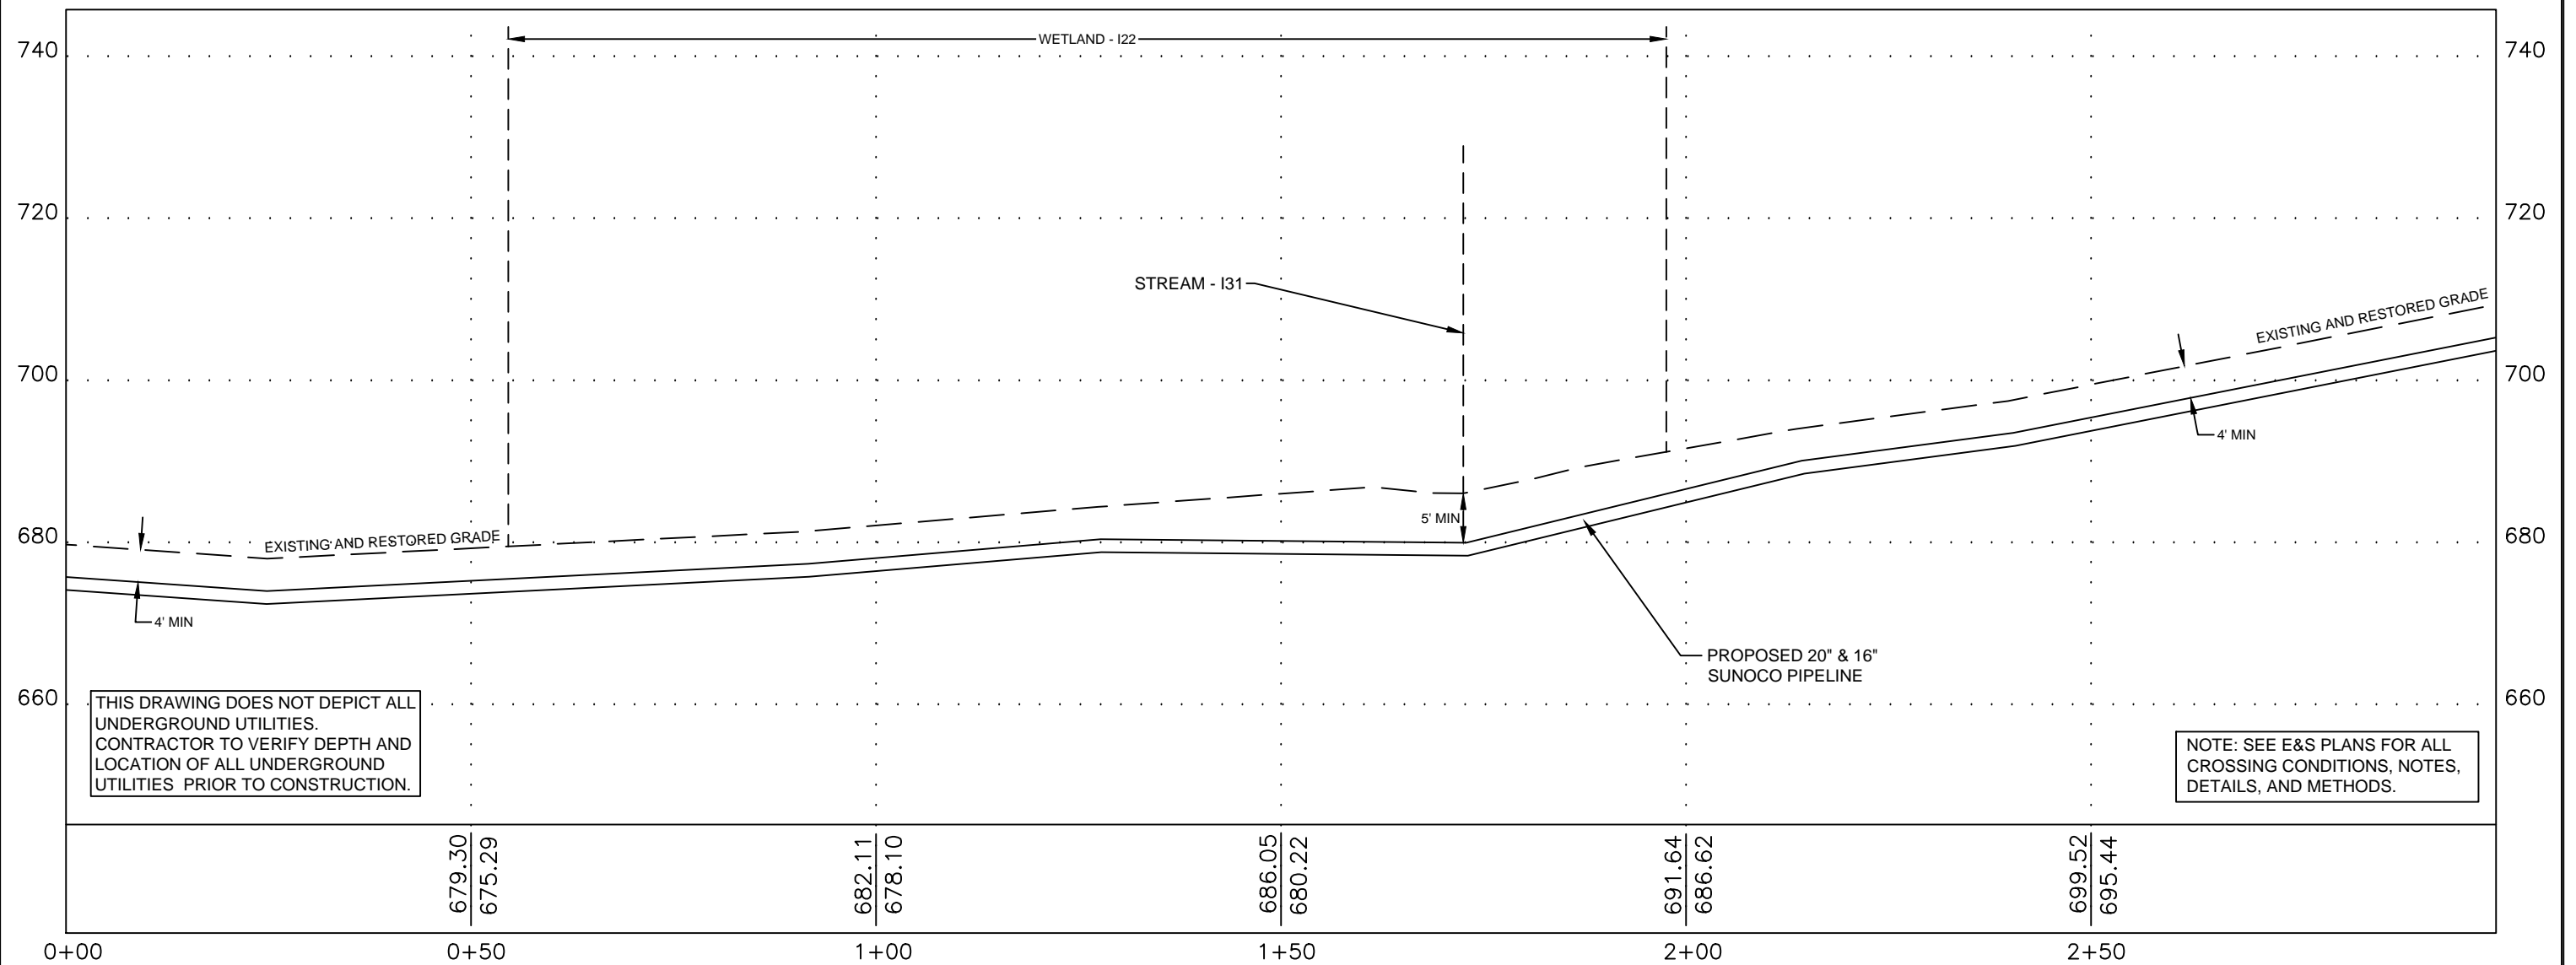 740
WETLAND - I22
740
720
720
STREAM - I31
700
EXISTING AND RESTORED GRADE
700
4' MIN
680
EXISTING AND RESTORED GRADE
5' MIN
680
4' MIN
PROPOSED 20" & 16"
SUNOCO PIPELINE
660
660
THIS DRAWING DOES NOT DEPICT ALL
UNDERGROUND UTILITIES.
CONTRACTOR TO VERIFY DEPTH AND
LOCATION OF ALL UNDERGROUND
UTILITIES PRIOR TO CONSTRUCTION.
NOTE: SEE E&S PLANS FOR ALL
CROSSING CONDITIONS, NOTES,
DETAILS, AND METHODS.
679.30
675.29
682.11
678.10
686.05
680.22
691.64
686.62
699.52
695.44
0+00
0+50
1+00
1+50
2+00
2+50